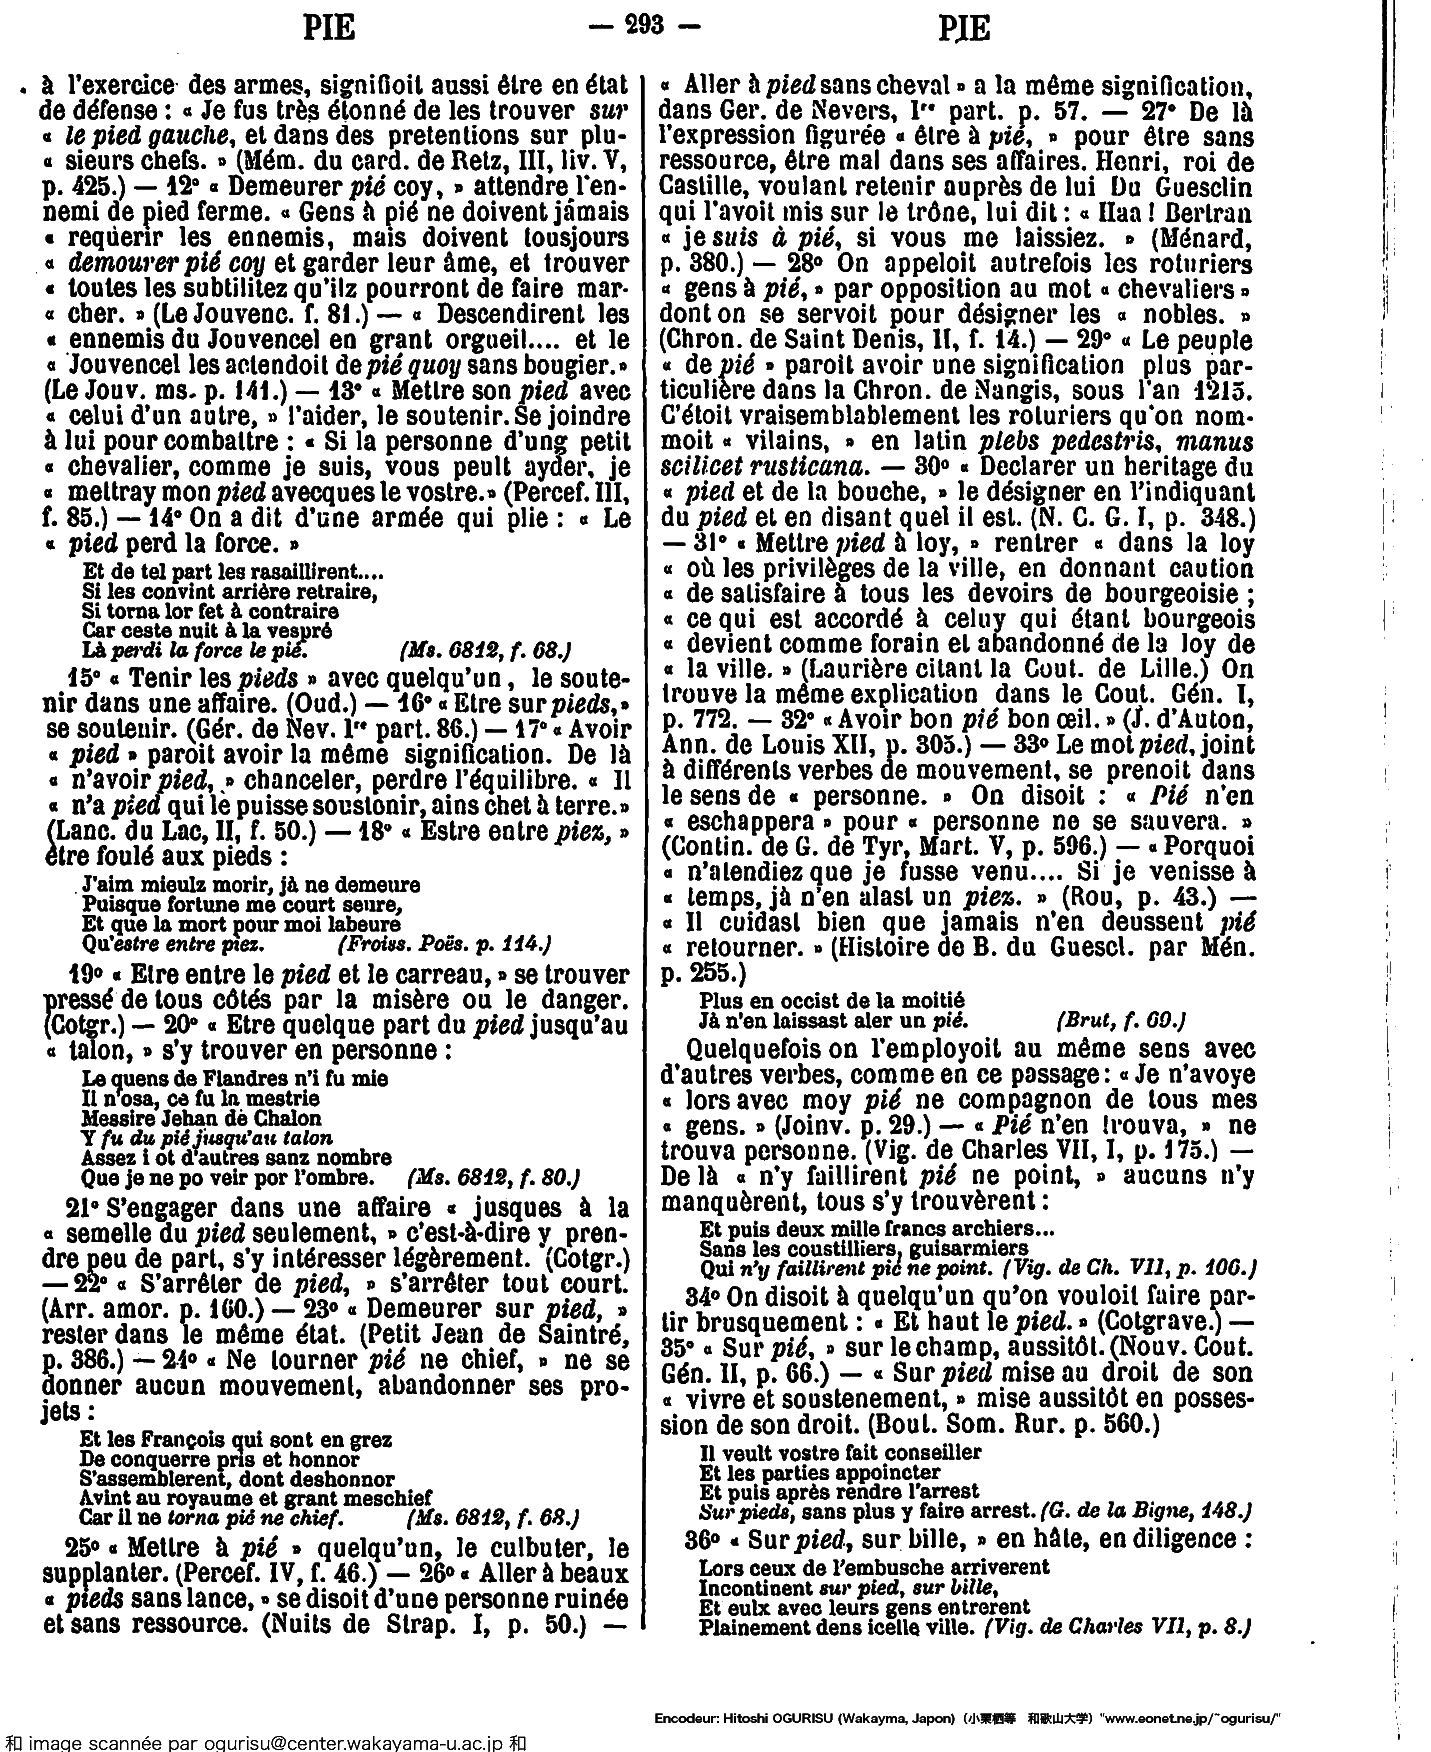 PIE — 293 — PIE
à l'exercice des armes, signifioit aussi être en état
de défense : « Je fus très étonné de les trouver sur
« le pied gauche, et dans des pretentions sur plu-
« sieurs chefs. » (Mém. du card. de Retz, III, liv. V,
p. 425.) — 12° « Demeurer pié coy, » attendre l'en-
nemi de pied ferme. « Gens à pié ne doivent jamais
« requerir les ennemis, mais doivent tousjours
« demourer pié coy et garder leur âme, et trouver
« toutes les subtilitez qu'ilz pourront de faire mar-
« cher. » (Le Jouvenc. f. 81.) — « Descendirent les
« ennemis du Jouvencel en grant orgueil.... et le
« Jouvencel les actendoit de pié quoy sans bougier. »
(Le Jouv. ms. p. 141.) — 13° « Mettre son pied avec
« celui d'un autre, » l'aider, le soutenir. Se joindre
à lui pour combattre : « Si la personne d'ung petit
« chevalier, comme je suis, vous peult ayder, je
« mettray mon pied avecques le vostre. » (Percef. III,
f. 85.) — 14° On a dit d'une armée qui plie : « Le
« pied perd la force. »
Et de tel part les rasaillirent....
Si les convint arrière retraire,
Si torna lor fet à contraire
Car ceste nuit à la vespré
Là perdi la force le pié. (Ms. 6812, f. 68.)
15° « Tenir les pieds » avec quelqu'un, le soute-
nir dans une affaire. (Oud.) — 16° « Etre sur pieds, »
se soutenir. (Gér. de Nev. Ire part. 86.) — 17° « Avoir
« pied » paroit avoir la même signification. De là
« n'avoir pied, » chanceler, perdre l'équilibre. « Il
« n'a pied qui le puisse soustonir, ains chet à terre. »
(Lanc. du Lac, II, f. 50.) — 18° « Estre entre piez, »
être foulé aux pieds :
J'aim mieulz morir, jà ne demeure
Puisque fortune me court seure,
Et que la mort pour moi labeure
Qu'estre entre piez. (Froiss. Poës. p. 114.)
19° « Etre entre le pied et le carreau, » se trouver
pressé de tous côtés par la misère ou le danger.
(Cotgr.) — 20° « Etre quelque part du pied jusqu'au
« talon, » s'y trouver en personne :
Le quens de Flandres n'i fu mie
Il n'osa, ce fu la mestrie
Messire Jehan de Chalon
Y fu du pié jusqu'au talon
Assez i ot d'autres sanz nombre
Que je ne po veir por l'ombre. (Ms. 6812, f. 80.)
21° S'engager dans une affaire « jusques à la
« semelle du pied seulement, » c'est-à-dire y pren-
dre peu de part, s'y intéresser légèrement. (Cotgr.)
— 22° « S'arrêter de pied, » s'arrêter tout court.
(Arr. amor. p. 160.) — 23° « Demeurer sur pied, »
rester dans le même état. (Petit Jean de Saintré,
p. 386.) — 24° « Ne tourner pié ne chief, » ne se
donner aucun mouvement, abandonner ses pro-
jets :
Et les François qui sont en grez
De conquerre pris et honnor
S'assemblerent, dont deshonnor
Avint au royaume et grant meschief
Car il ne torna pié ne chief. (Ms. 6812, f. 68.)
25° « Mettre à pié » quelqu'un, le culbuter, le
supplanter. (Percef. IV, f. 46.) — 26° « Aller à beaux
« pieds sans lance, » se disoit d'une personne ruinée
et sans ressource. (Nuits de Strap. I, p. 50.) —
« Aller à pied sans cheval » a la même signification,
dans Ger. de Nevers, Ire part. p. 57. — 27° De là
l'expression figurée « être à pié, » pour être sans
ressource, être mal dans ses affaires. Henri, roi de
Castille, voulant retenir auprès de lui Du Guesclin
qui l'avoit mis sur le trône, lui dit : « Haa ! Bertran
« je suis à pié, si vous me laissiez. » (Ménard,
p. 380.) — 28° On appeloit autrefois les roturiers
« gens à pié, » par opposition au mot « chevaliers »
dont on se servoit pour désigner les « nobles. »
(Chron. de Saint Denis, II, f. 14.) — 29° « Le peuple
« de pié » paroit avoir une signification plus par-
ticulière dans la Chron. de Nangis, sous l'an 1213.
C'étoit vraisemblablement les roturiers qu'on nom-
moit « vilains, » en latin plebs pedestris, manus
scilicet rusticana. — 30° « Declarer un heritage du
« pied et de la bouche, » le désigner en l'indiquant
du pied et en disant quel il est. (N. C. G. I, p. 348.)
— 31° « Mettre pied à loy, » rentrer « dans la loy
« où les privilèges de la ville, en donnant caution
« de satisfaire à tous les devoirs de bourgeoisie ;
« ce qui est accordé à celuy qui étant bourgeois
« devient comme forain et abandonné de la loy de
« la ville. » (Laurière citant la Cout. de Lille.) On
trouve la même explication dans le Cout. Gén. I,
p. 772. — 32° « Avoir bon pié bon œil. » (J. d'Auton,
Ann. de Louis XII, p. 305.) — 33° Le mot pied, joint
à différents verbes de mouvement, se prenoit dans
le sens de « personne. » On disoit : « Pié n'en
« eschappera » pour « personne ne se sauvera. »
(Contin. de G. de Tyr, Mart. V, p. 596.) — « Porquoi
« n'atendiez que je fusse venu.... Si je venisse à
« temps, jà n'en alast un piez. » (Rou, p. 43.) —
« Il cuidast bien que jamais n'en deussent pié
« retourner. » (Histoire de B. du Guescl. par Mén.
p. 255.)
Plus en occist de la moitié
Jà n'en laissast aler un pié. (Brut, f. 60.)
Quelquefois on l'employoit au même sens avec
d'autres verbes, comme en ce passage : « Je n'avoye
« lors avec moy pié ne compagnon de tous mes
« gens. » (Joinv. p. 29.) — « Pié n'en trouva, » ne
trouva personne. (Vig. de Charles VII, I, p. 175.) —
De là « n'y faillirent pié ne point, » aucuns n'y
manquèrent, tous s'y trouvèrent :
Et puis deux mille francs archiers...
Sans les coustilliers, guisarmiers
Qui n'y faillirent pié ne point. (Vig. de Ch. VII, p. 106.)
34° On disoit à quelqu'un qu'on vouloit faire par-
tir brusquement : « Et haut le pied. » (Cotgrave.) —
35° « Sur pié, » sur le champ, aussitôt. (Nouv. Cout.
Gén. II, p. 66.) — « Sur pied mise au droit de son
« vivre et soustenement, » mise aussitôt en posses-
sion de son droit. (Bout. Som. Rur. p. 560.)
Il veult vostre fait conseiller
Et les parties appoincter
Et puis après rendre l'arrest
Sur pieds, sans plus y faire arrest. (G. de la Bigne, 148.)
36° « Sur pied, sur bille, » en hâte, en diligence :
Lors ceux de l'embusche arriverent
Incontinent sur pied, sur bille,
Et eulx avec leurs gens entrerent
Plainement dens icelle ville. (Vig. de Charles VII, p. 8.)
Encodeur: Hitoshi OGURISU (Wakayma, Japon) (小栗栖等 和歌山大学) "www.eonet.ne.jp/~ogurisu/"
和 image scannée par ogurisu@center.wakayama-u.ac.jp 和